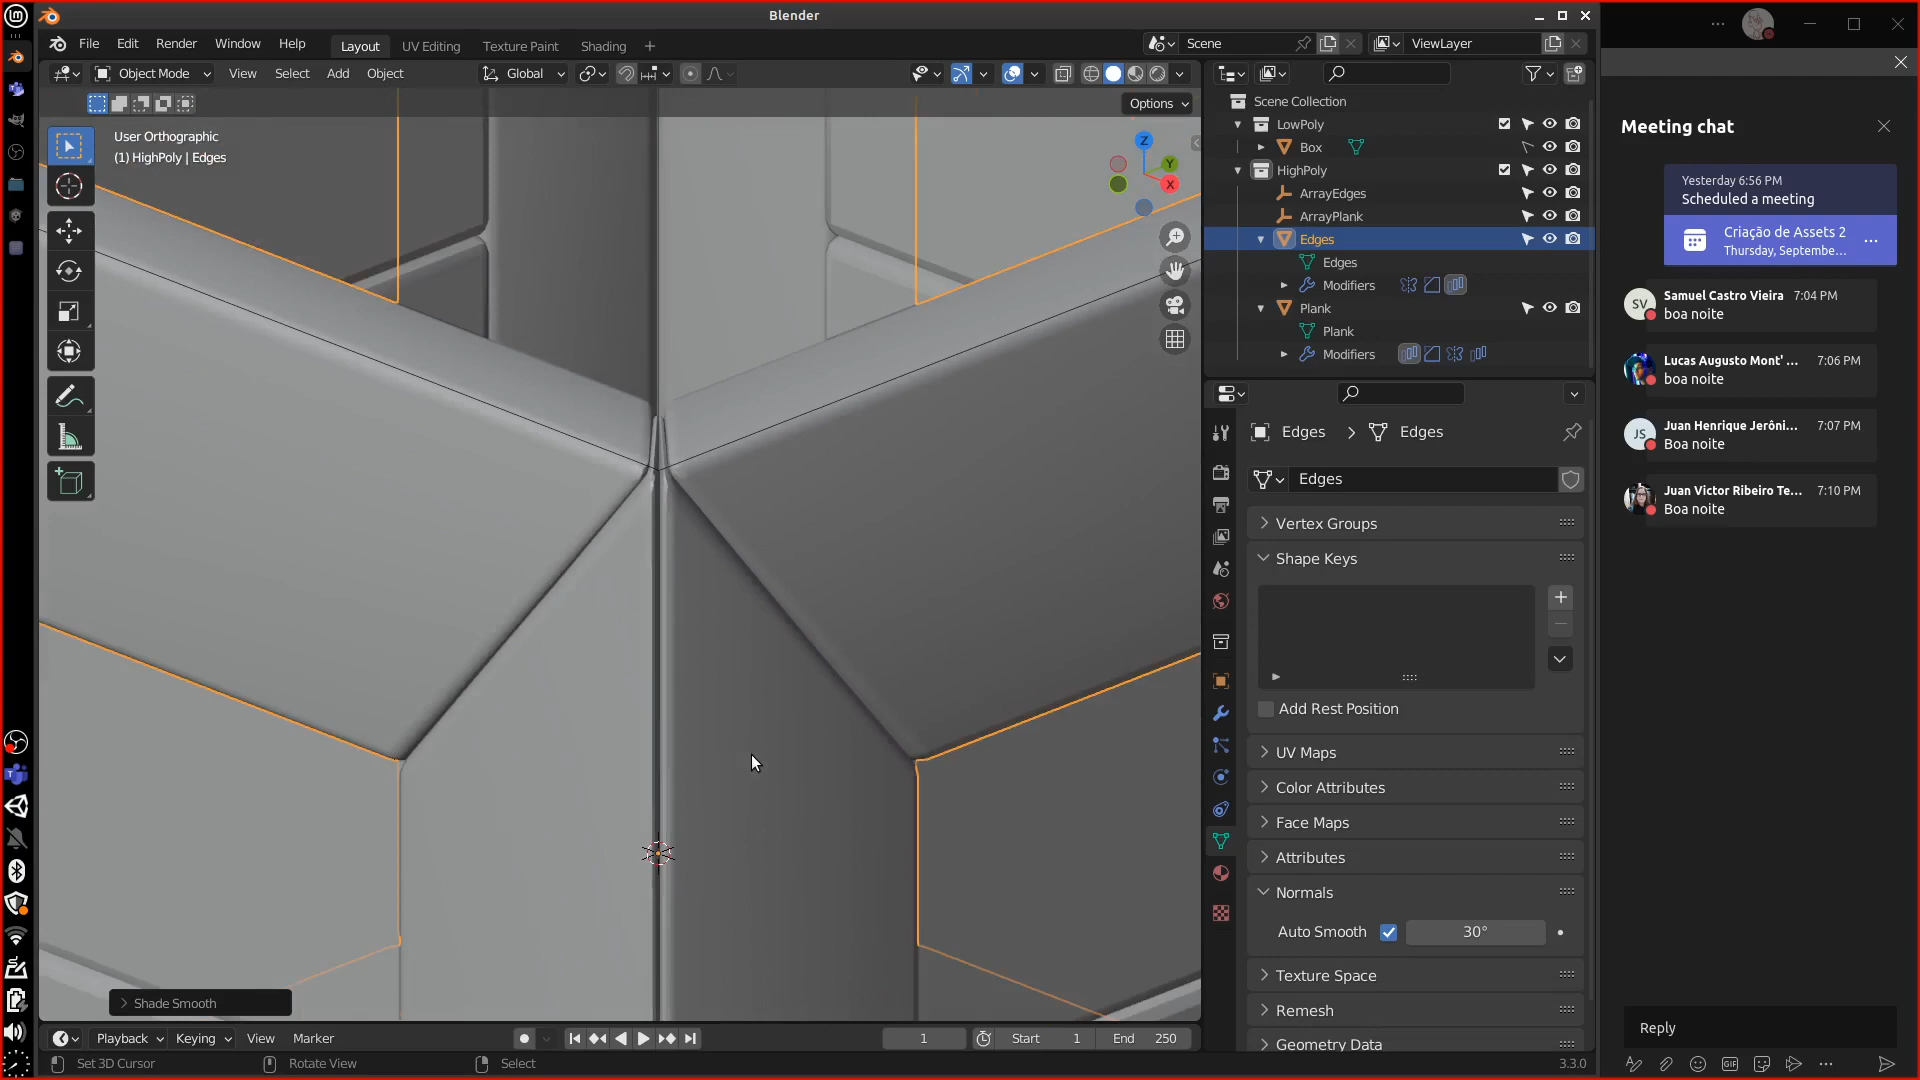 Blender
File Edit Render Window Help Layout UV Editing Texture Paint Shading
Scene ViewLayer
Object Mode View Select Add Object Global
Options
User Orthographic
(1) HighPoly | Edges
Z
Y
X
Scene Collection
LowPoly
Box
HighPoly
ArrayEdges
ArrayPlank
Edges
Edges
Modifiers
Plank
Plank
Modifiers
Edges Edges
Edges
Vertex Groups
Shape Keys
Add Rest Position
UV Maps
Color Attributes
Face Maps
Attributes
Normals
Auto Smooth 30°
Texture Space
Remesh
Geometry Data
Shade Smooth
Playback Keying View Marker
1 Start 1 End 250
Set 3D Cursor Rotate View Select 3.3.0
Meeting chat
Yesterday 6:56 PM
Scheduled a meeting
Criação de Assets 2
Thursday, Septembe...
SV
Samuel Castro Vieira 7:04 PM
boa noite
Lucas Augusto Mont' ... 7:06 PM
boa noite
JS
Juan Henrique Jerôni... 7:07 PM
Boa noite
Juan Victor Ribeiro Te... 7:10 PM
Boa noite
Reply
GIF